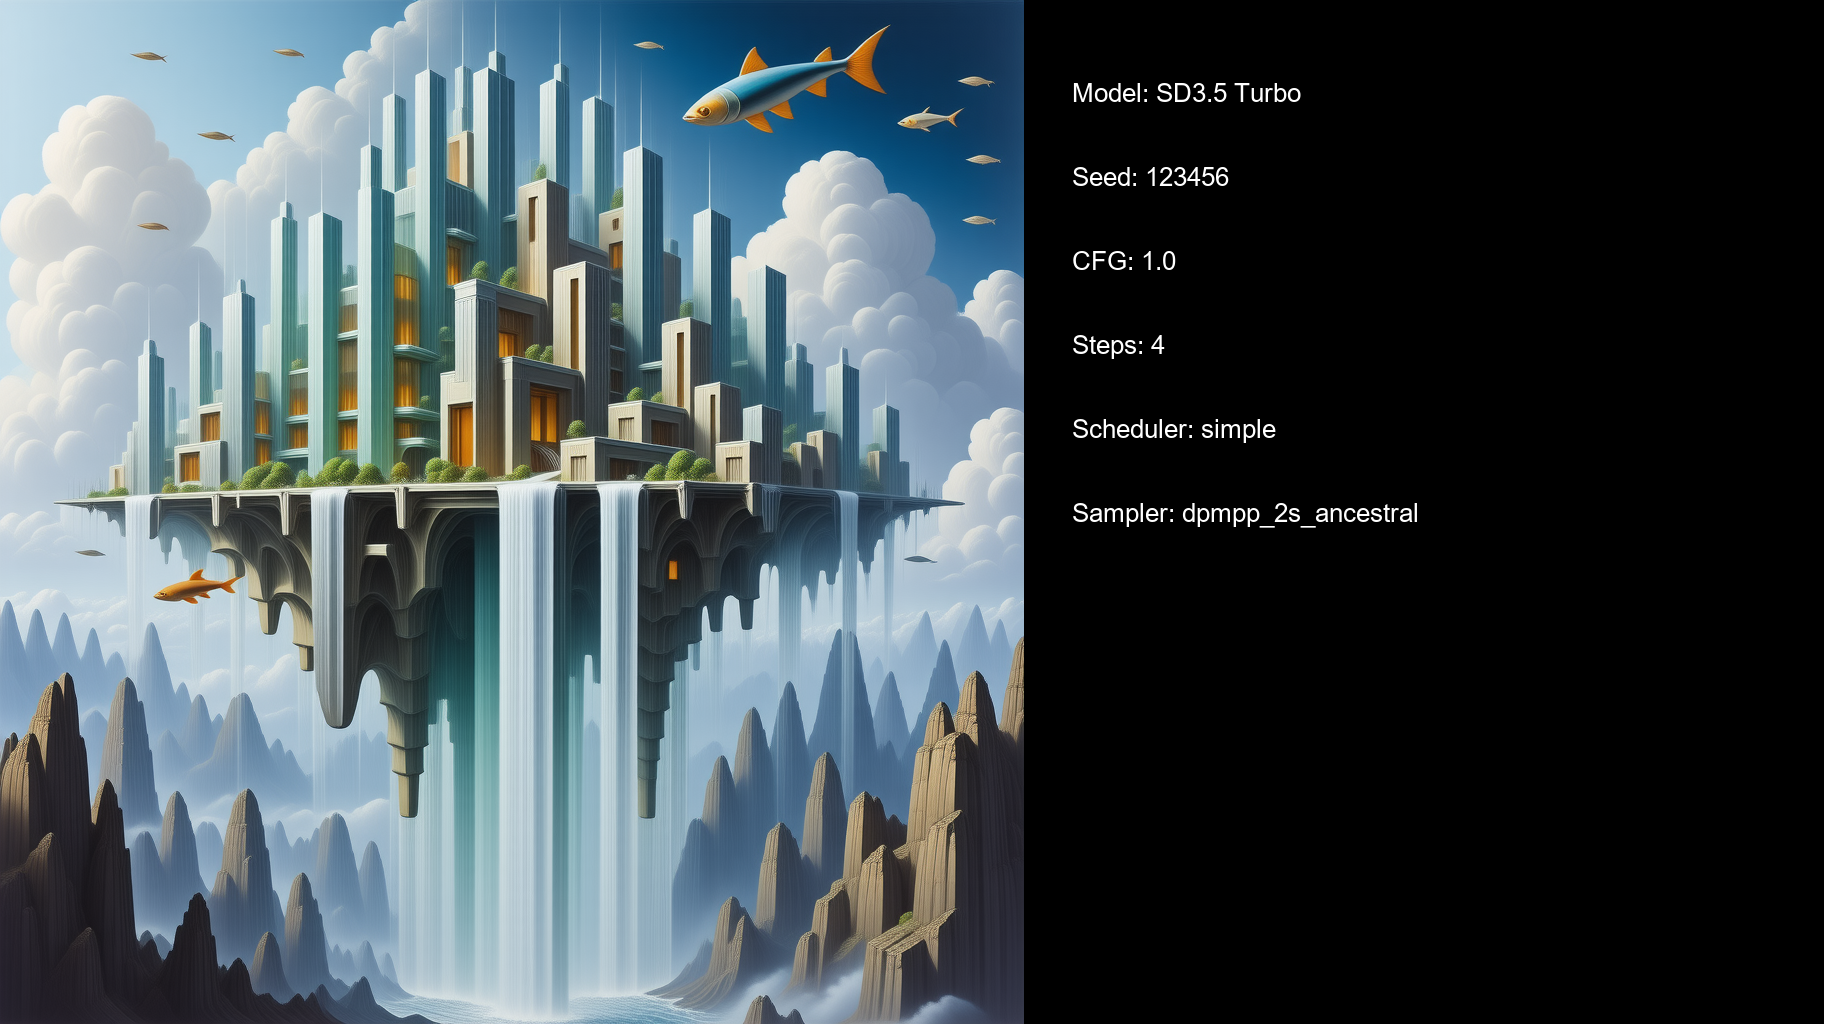 Model: SD3.5 Turbo
Seed: 123456
CFG: 1.0
Steps: 4
Scheduler: simple
Sampler: dpmpp_2s_ancestral